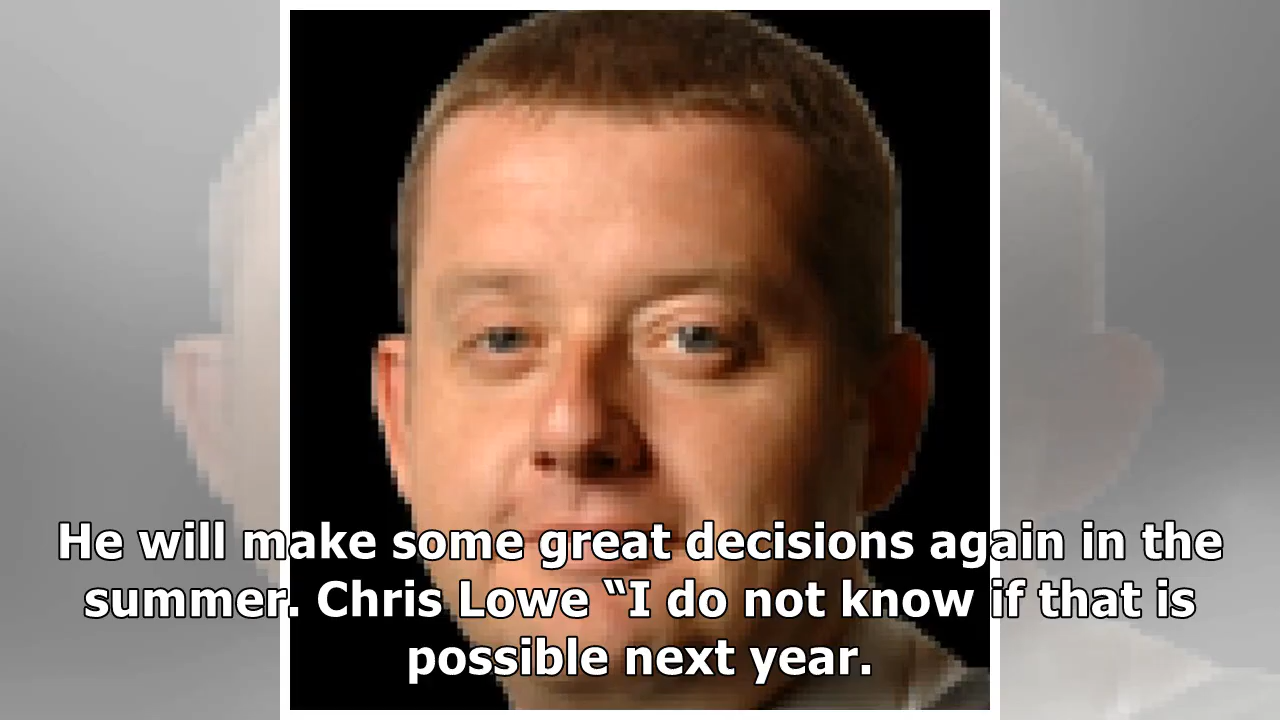 He will make some great decisions again in the
summer. Chris Lowe “I do not know if that is
possible next year.